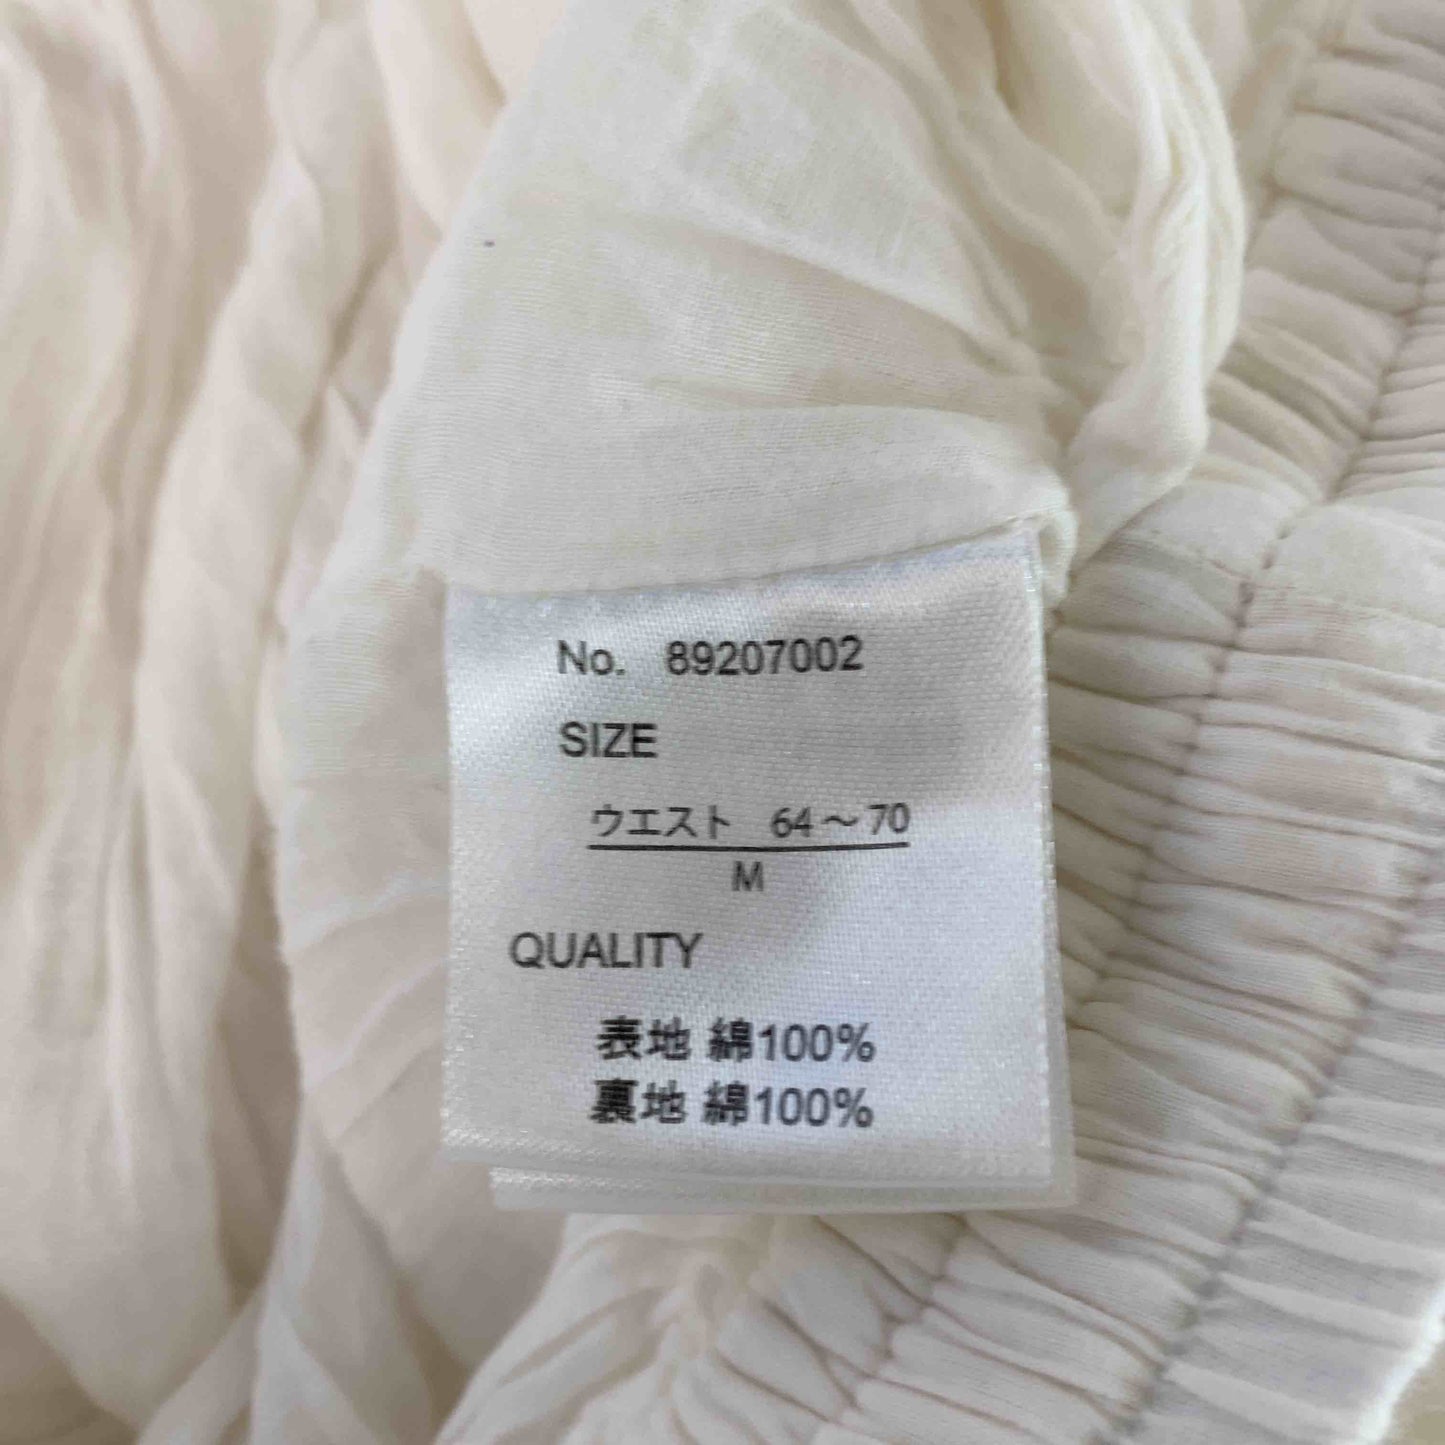 No. 89207002
SIZE
ウエスト 64～70
M
QUALITY
表地 綿100%
裏地 綿100%